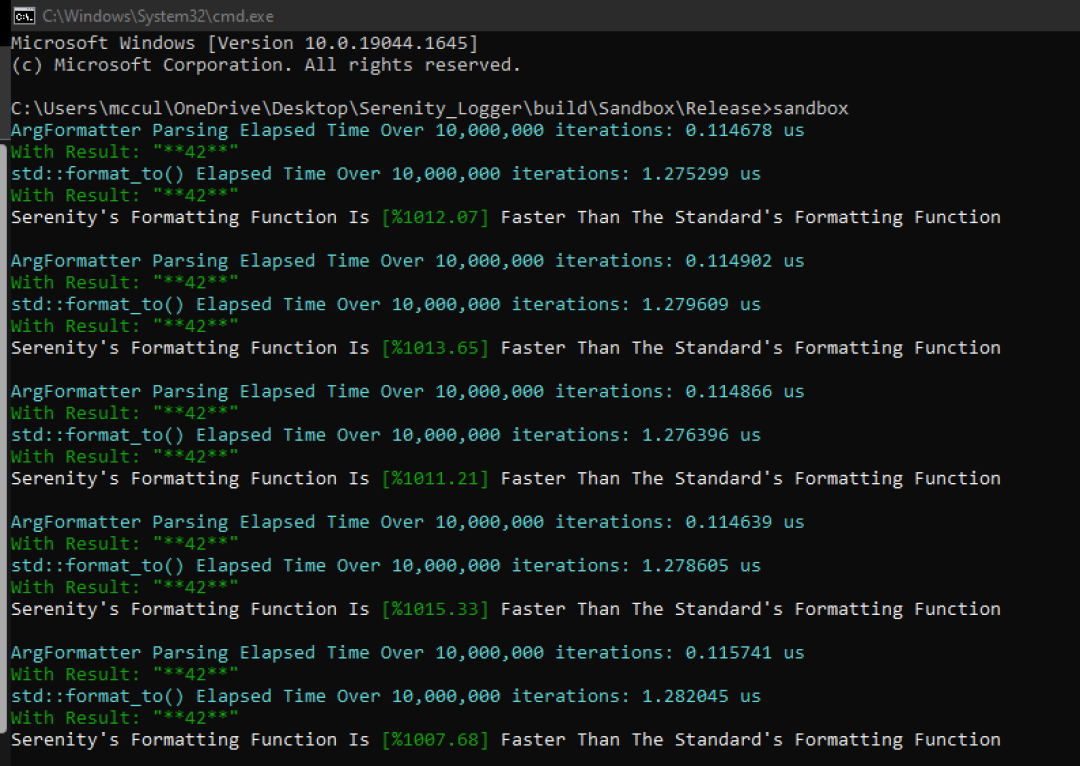 C:\Windows\System32\cmd.exe
Microsoft Windows [Version 10.0.19044.1645]
(c) Microsoft Corporation. All rights reserved.
C:\Users\mccul\OneDrive\Desktop\Serenity_Logger\build\Sandbox\Release>sandbox
ArgFormatter Parsing Elapsed Time Over 10,000,000 iterations: 0.114678 us
With Result: "**42**"
std::format_to() Elapsed Time Over 10,000,000 iterations: 1.275299 us
With Result: "**42**"
Serenity's Formatting Function Is [%1012.07] Faster Than The Standard's Formatting Function
ArgFormatter Parsing Elapsed Time Over 10,000,000 iterations: 0.114902 us
With Result: "**42**"
std::format_to() Elapsed Time Over 10,000,000 iterations: 1.279609 us
With Result: "**42**"
Serenity's Formatting Function Is [%1013.65] Faster Than The Standard's Formatting Function
ArgFormatter Parsing Elapsed Time Over 10,000,000 iterations: 0.114866 us
With Result: "**42**"
std::format_to() Elapsed Time Over 10,000,000 iterations: 1.276396 us
With Result: "**42**"
Serenity's Formatting Function Is [%1011.21] Faster Than The Standard's Formatting Function
ArgFormatter Parsing Elapsed Time Over 10,000,000 iterations: 0.114639 us
With Result: "**42**"
std::format_to() Elapsed Time Over 10,000,000 iterations: 1.278605 us
With Result: "**42**"
Serenity's Formatting Function Is [%1015.33] Faster Than The Standard's Formatting Function
ArgFormatter Parsing Elapsed Time Over 10,000,000 iterations: 0.115741 us
With Result: "**42**"
std::format_to() Elapsed Time Over 10,000,000 iterations: 1.282045 us
With Result: "**42**"
Serenity's Formatting Function Is [%1007.68] Faster Than The Standard's Formatting Function